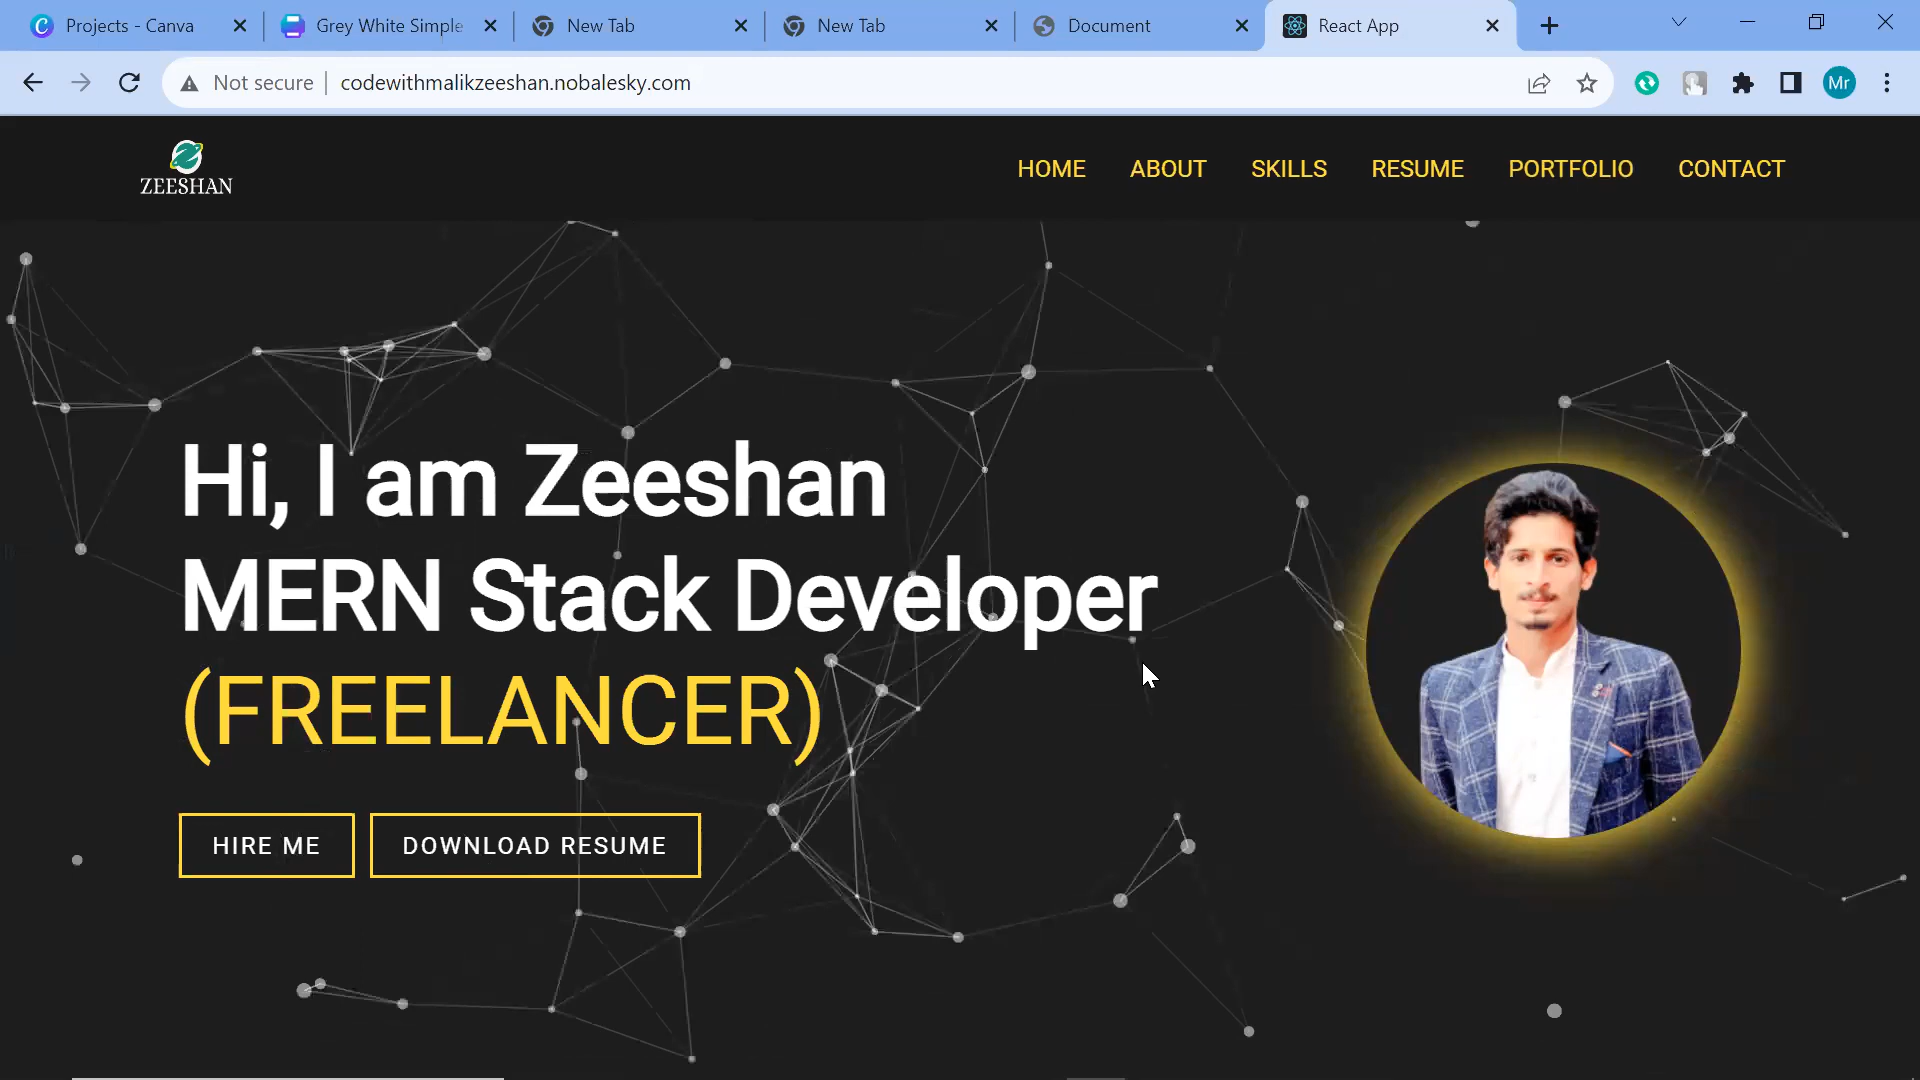 Projects - Canva
Grey White Simple
New Tab
New Tab
Document
React App
Not secure
codewithmalikzeeshan.nobalesky.com
Mr
ZEESHAN
HOME
ABOUT
SKILLS
RESUME
PORTFOLIO
CONTACT
Hi, I am Zeeshan
MERN Stack Developer
(FREELANCER)
HIRE ME
DOWNLOAD RESUME